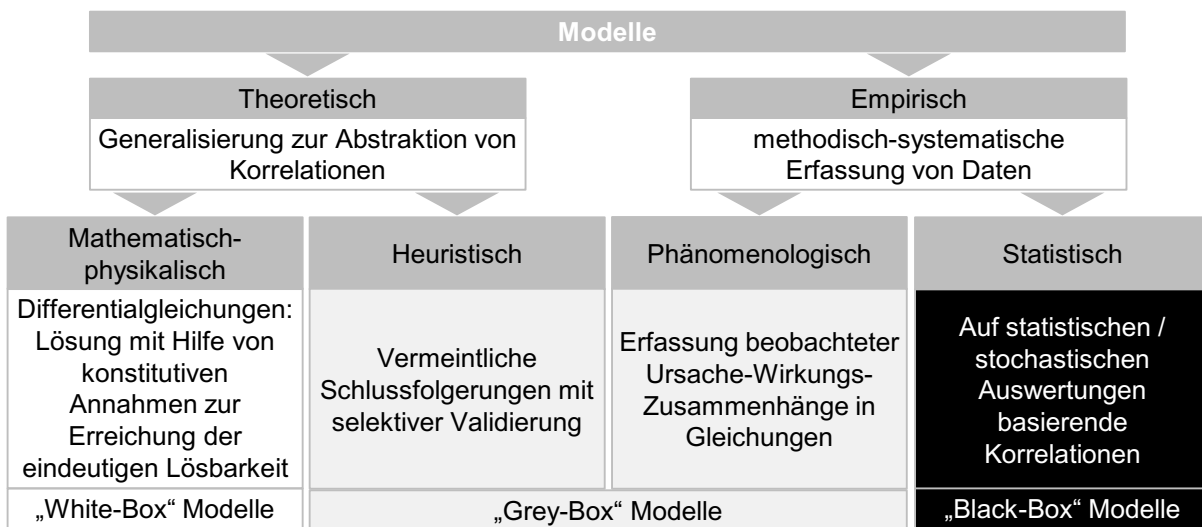 Modelle
Theoretisch
Generalisierung zur Abstraktion von
Korrelationen
Empirisch
methodisch-systematische
Erfassung von Daten
Mathematisch-
physikalisch
Differentialgleichungen:
Lösung mit Hilfe von
konstitutiven
Annahmen zur
Erreichung der
eindeutigen Lösbarkeit
„White-Box“ Modelle
Heuristisch
Vermeintliche
Schlussfolgerungen mit
selektiver Validierung
Phänomenologisch
Erfassung beobachteter
Ursache-Wirkungs-
Zusammenhänge in
Gleichungen
„Grey-Box“ Modelle
Statistisch
Auf statistischen /
stochastischen
Auswertungen
basierende
Korrelationen
„Black-Box“ Modelle